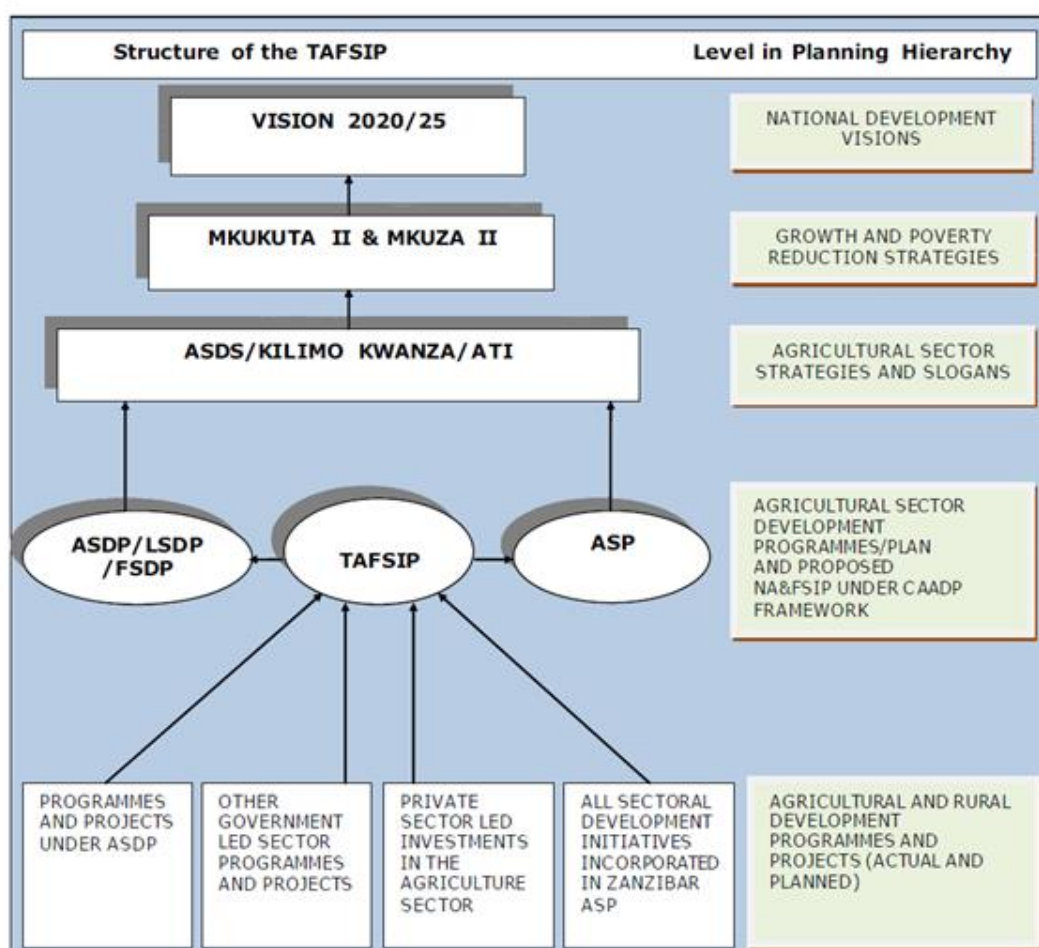 Structure of the TAFSIP
Level in Planning Hierarchy
VISION 2020/25
NATIONAL DEVELOPMENT
VISIONS
MKUKUTA II & MKUZA II
GROWTH AND POVERTY
REDUCTION STRATEGIES
ASDS/KILIMO KWANZA/ATI
AGRICULTURAL SECTOR
STRATEGIES AND SLOGANS
ASDP/LSDP
/FSDP
TAFSIP
ASP
AGRICULTURAL SECTOR
DEVELOPMENT
PROGRAMMES/PLAN
AND PROPOSED
NA&FSIP UNDER CAADP
FRAMEWORK
PROGRAMMES
AND PROJECTS
UNDER ASDP
OTHER
GOVERNMENT
LED SECTOR
PROGRAMMES
AND PROJECTS
PRIVATE
SECTOR LED
INVESTMENTS
IN THE
AGRICULTURE
SECTOR
ALL SECTORAL
DEVELOPMENT
INITIATIVES
INCORPORATED
IN ZANZIBAR
ASP
AGRICULTURAL AND RURAL
DEVELOPMENT
PROGRAMMES AND
PROJECTS (ACTUAL AND
PLANNED)